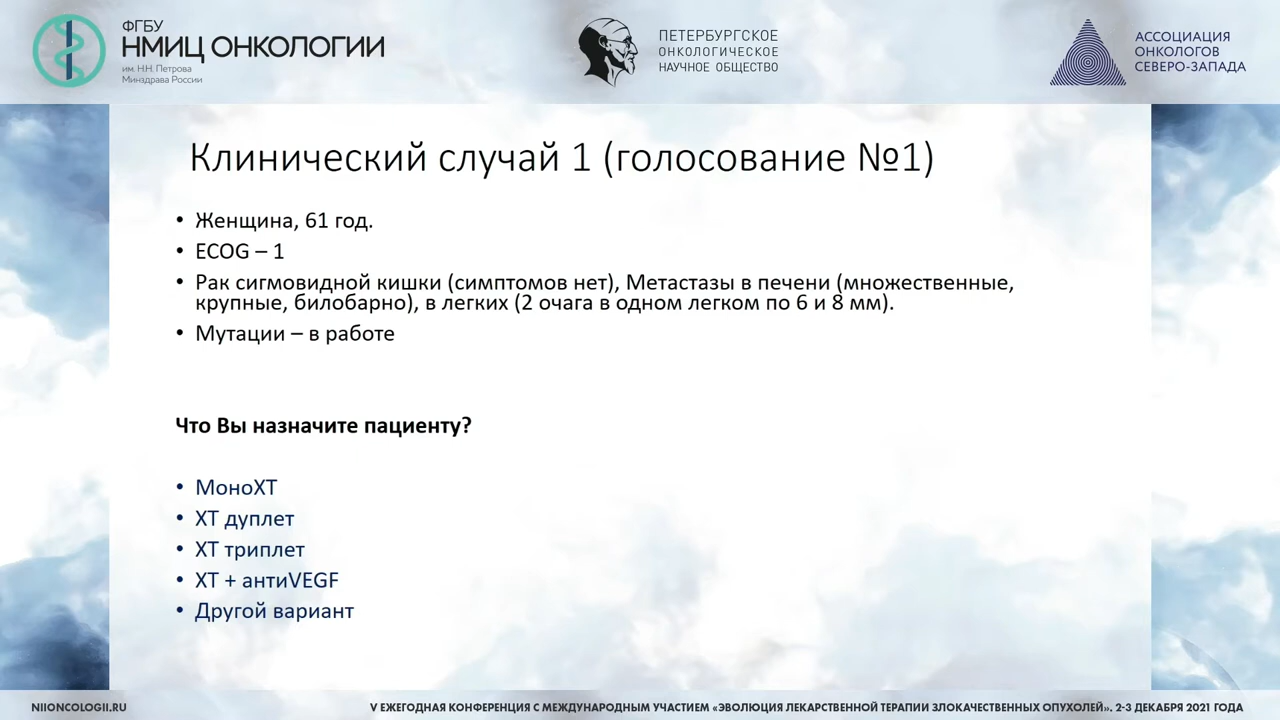 ФГБУ
НМИЦ ОНКОЛОГИИ
им. Н.Н. Петрова
Минздрава России
ПЕТЕРБУРГСКОЕ
ОНКОЛОГИЧЕСКОЕ
НАУЧНОЕ ОБЩЕСТВО
АССОЦИАЦИЯ
ОНКОЛОГОВ
СЕВЕРО-ЗАПАДА
Клинический случай 1 (голосование №1)
• Женщина, 61 год.
• ECOG – 1
• Рак сигмовидной кишки (симптомов нет), Метастазы в печени (множественные,
крупные, билобарно), в легких (2 очага в одном легком по 6 и 8 мм).
• Мутации – в работе
Что Вы назначите пациенту?
• МоноХТ
• ХТ дуплет
• ХТ триплет
• ХТ + антиVEGF
• Другой вариант
NIIONCOLOGII.RU
V ЕЖЕГОДНАЯ КОНФЕРЕНЦИЯ С МЕЖДУНАРОДНЫМ УЧАСТИЕМ «ЭВОЛЮЦИЯ ЛЕКАРСТВЕННОЙ ТЕРАПИИ ЗЛОКАЧЕСТВЕННЫХ ОПУХОЛЕЙ». 2-3 ДЕКАБРЯ 2021 ГОДА